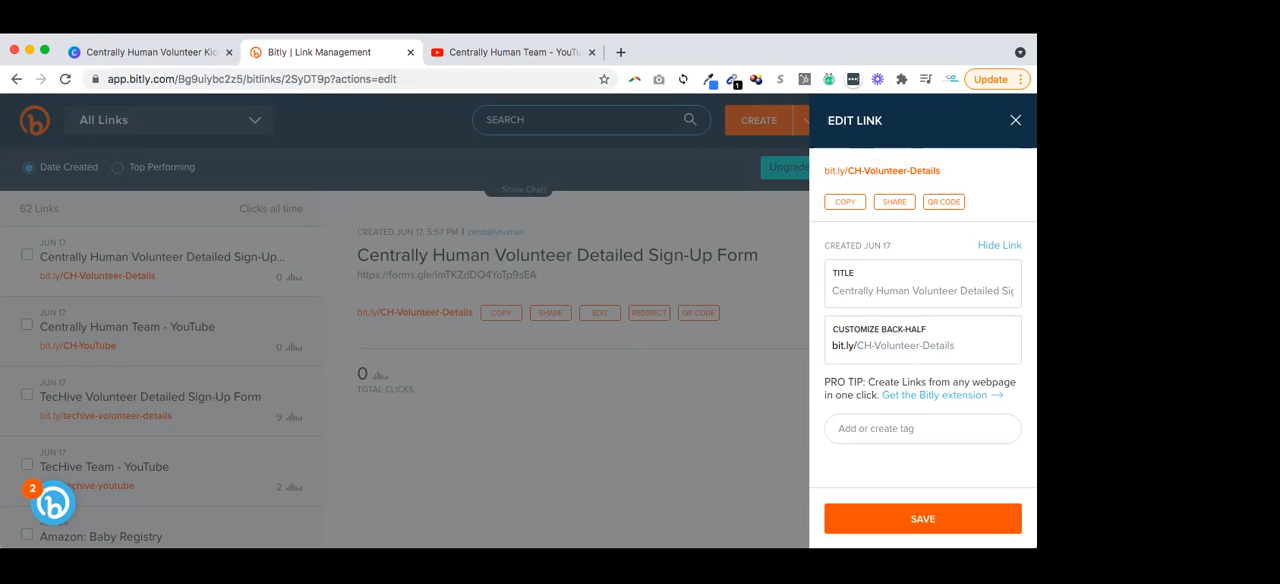 Centrally Human Volunteer Kic
Bitly | Link Management
Centrally Human Team - YouTu
app.bitly.com/Bg9uiybc2z5/bitlinks/2SyDT9p?actions=edit
1
Update
All Links
SEARCH
CREATE
EDIT LINK
Date Created
Top Performing
Upgrade
Show Chart
62 Links
Clicks all time
JUN 17
Centrally Human Volunteer Detailed Sign-Up...
bit.ly/CH-Volunteer-Details
0
JUN 17
Centrally Human Team - YouTube
bit.ly/CH-YouTube
0
JUN 17
TecHive Volunteer Detailed Sign-Up Form
bit.ly/techive-volunteer-details
9
JUN 17
TecHive Team - YouTube
techive-youtube
2
2
Amazon: Baby Registry
CREATED JUN 17, 5:57 PM | centrallyhuman
Centrally Human Volunteer Detailed Sign-Up Form
https://forms.gle/imTKZdDQ4YoTp9sEA
bit.ly/CH-Volunteer-Details
COPY
SHARE
EDIT
REDIRECT
QR CODE
0
TOTAL CLICKS
bit.ly/CH-Volunteer-Details
COPY
SHARE
QR CODE
CREATED JUN 17
Hide Link
TITLE
Centrally Human Volunteer Detailed Sig
CUSTOMIZE BACK-HALF
bit.ly/CH-Volunteer-Details
PRO TIP: Create Links from any webpage
in one click. Get the Bitly extension
Add or create tag
SAVE